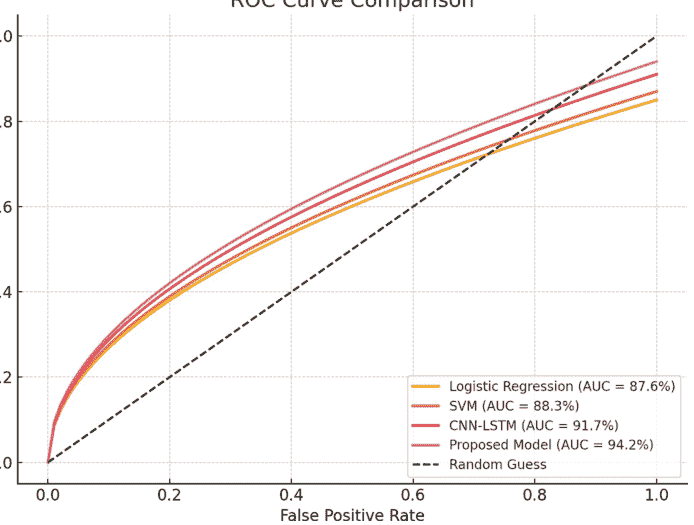 ROC Curve Comparison
.0
.8
.6
.4
.2
.0
Logistic Regression (AUC = 87.6%)
SVM (AUC = 88.3%)
CNN-LSTM (AUC = 91.7%)
Proposed Model (AUC = 94.2%)
Random Guess
0.0 0.2 0.4 0.6 0.8 1.0
False Positive Rate